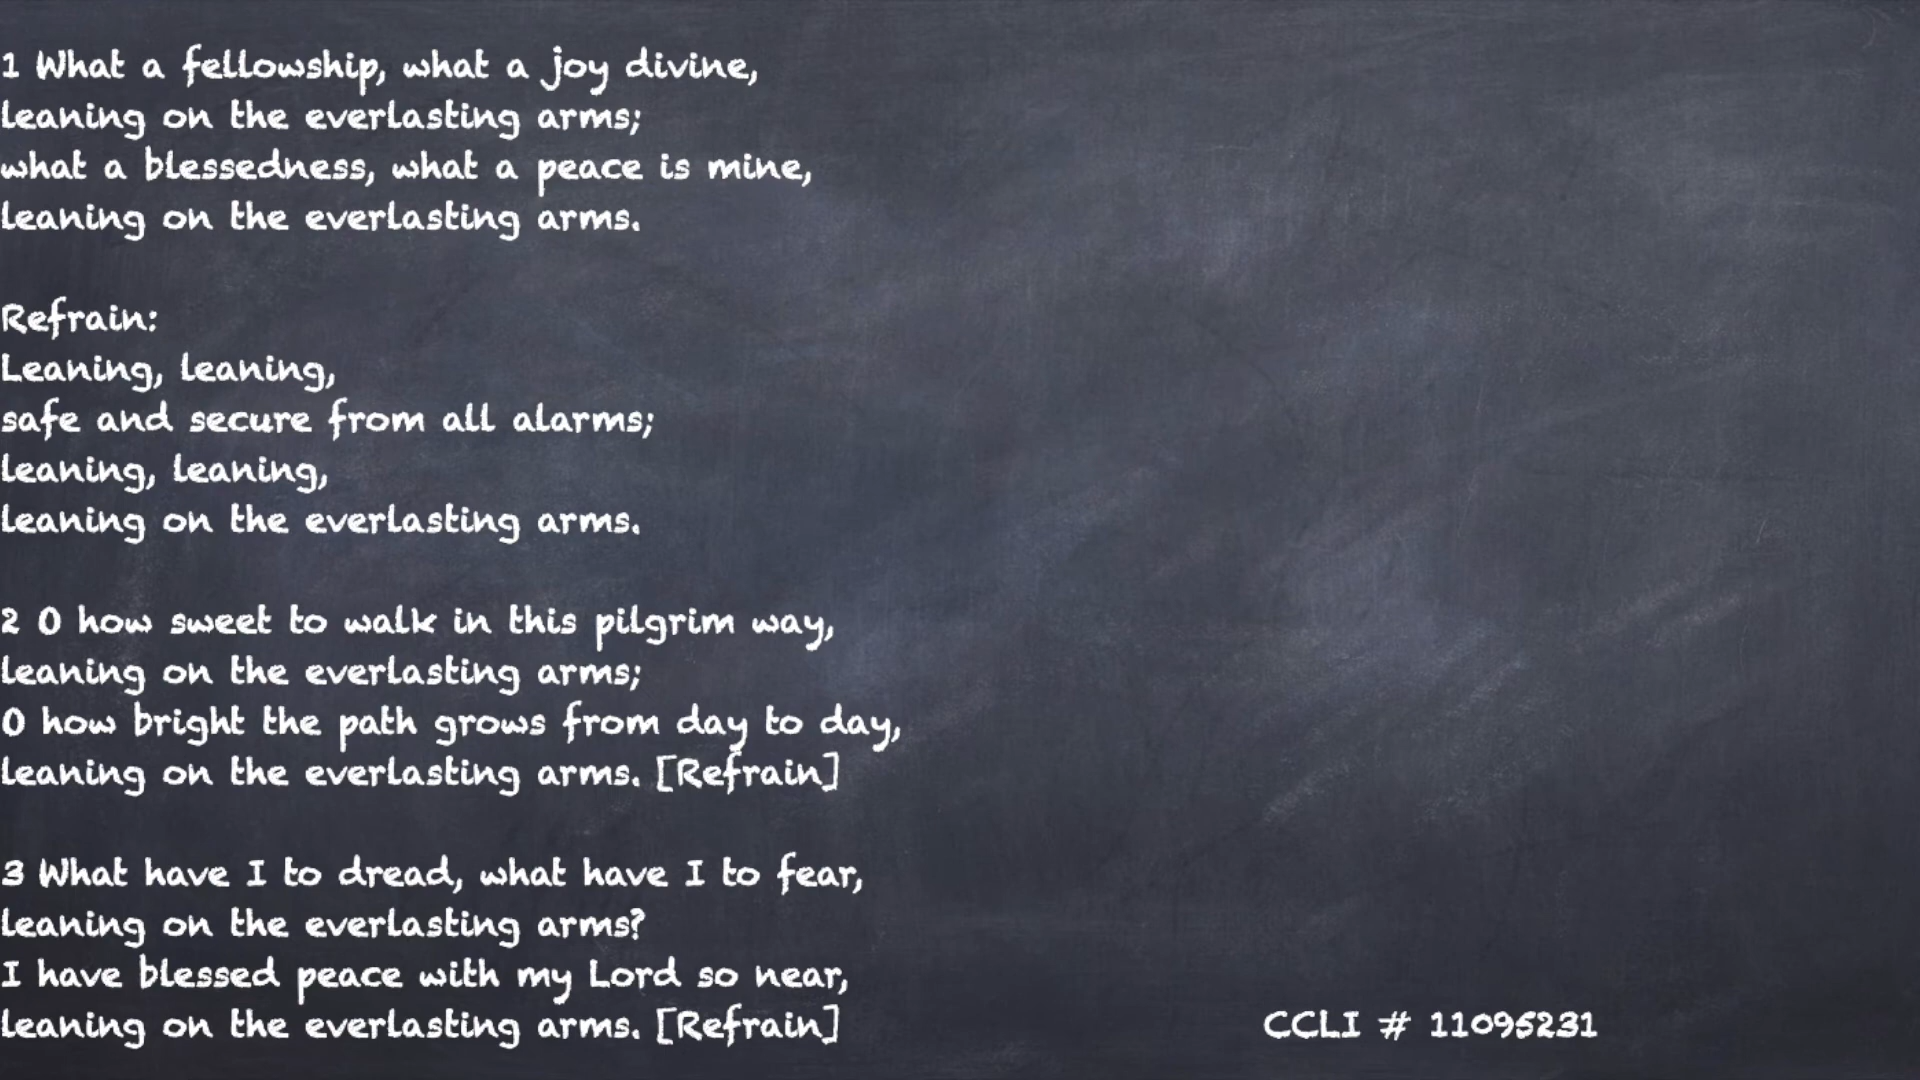 1 What a fellowship, what a joy divine,
leaning on the everlasting arms;
what a blessedness, what a peace is mine,
leaning on the everlasting arms.
Refrain:
Leaning, leaning,
safe and secure from all alarms;
leaning, leaning,
leaning on the everlasting arms.
2 O how sweet to walk in this pilgrim way,
leaning on the everlasting arms;
O how bright the path grows from day to day,
leaning on the everlasting arms. [Refrain]
3 What have I to dread, what have I to fear,
leaning on the everlasting arms?
I have blessed peace with my Lord so near,
leaning on the everlasting arms. [Refrain]
CCLI # 11095231